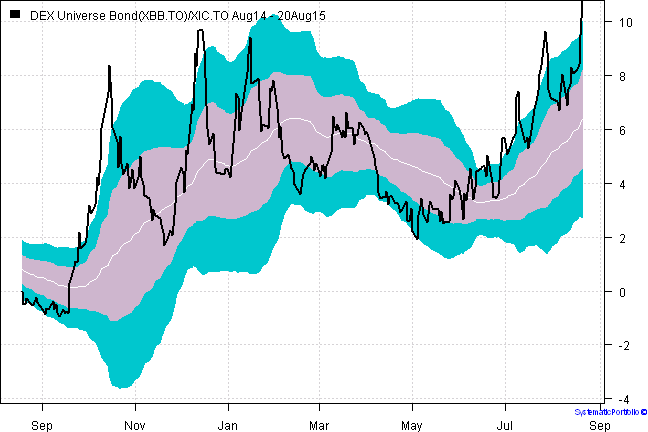 DEX Universe Bond(XBB.TO)/XIC.TO Aug14 - 20Aug15
10
8
6
4
2
0
-2
-4
SystematicPortfolio ©
Sep Nov Jan Mar May Jul Sep